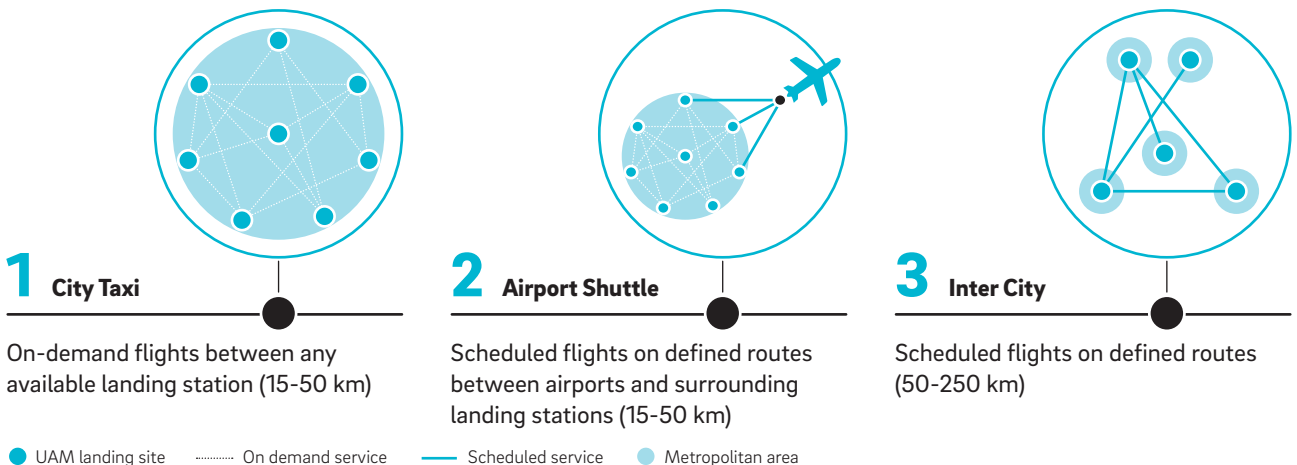 1 City Taxi
On-demand flights between any
available landing station (15-50 km)
2 Airport Shuttle
Scheduled flights on defined routes
between airports and surrounding
landing stations (15-50 km)
3 Inter City
Scheduled flights on defined routes
(50-250 km)
UAM landing site On demand service Scheduled service Metropolitan area